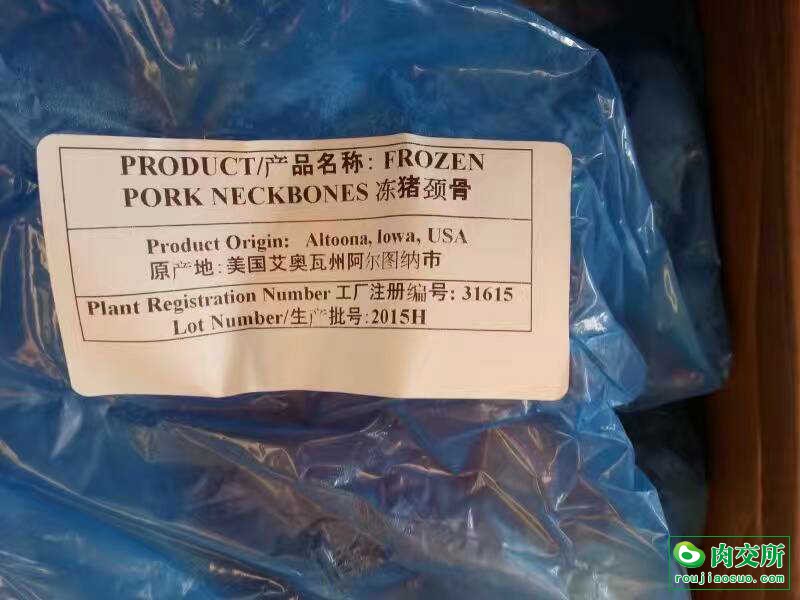 PRODUCT/产品名称: FROZEN
PORK NECKBONES 冻猪颈骨
Product Origin: Altoona, Iowa, USA
原产地:美国艾奥瓦州阿尔图纳市
Plant Registration Number 工厂注册编号: 31615
Lot Number/生产批号:2015H
肉交所
roujiaosuo.com